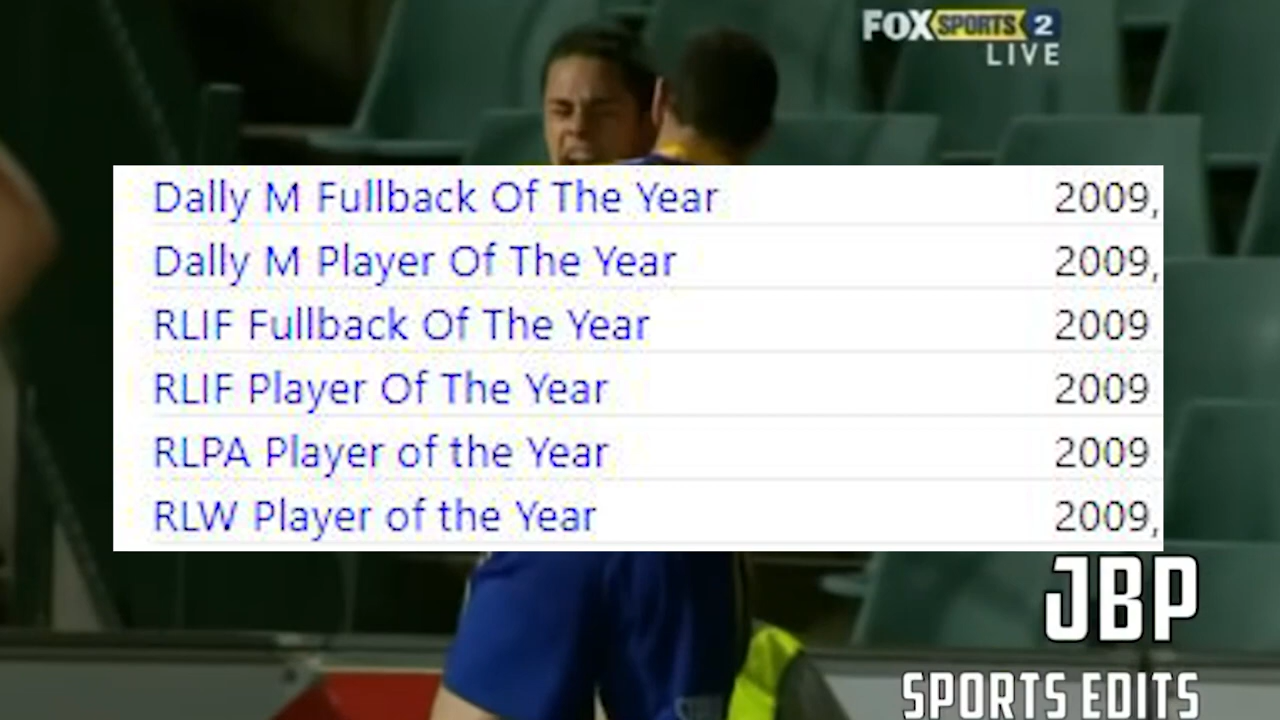 FOX SPORTS 2
LIVE
Dally M Fullback Of The Year 2009,
Dally M Player Of The Year 2009,
RLIF Fullback Of The Year 2009
RLIF Player Of The Year 2009
RLPA Player of the Year 2009
RLW Player of the Year 2009,
JBP
SPORTS EDITS